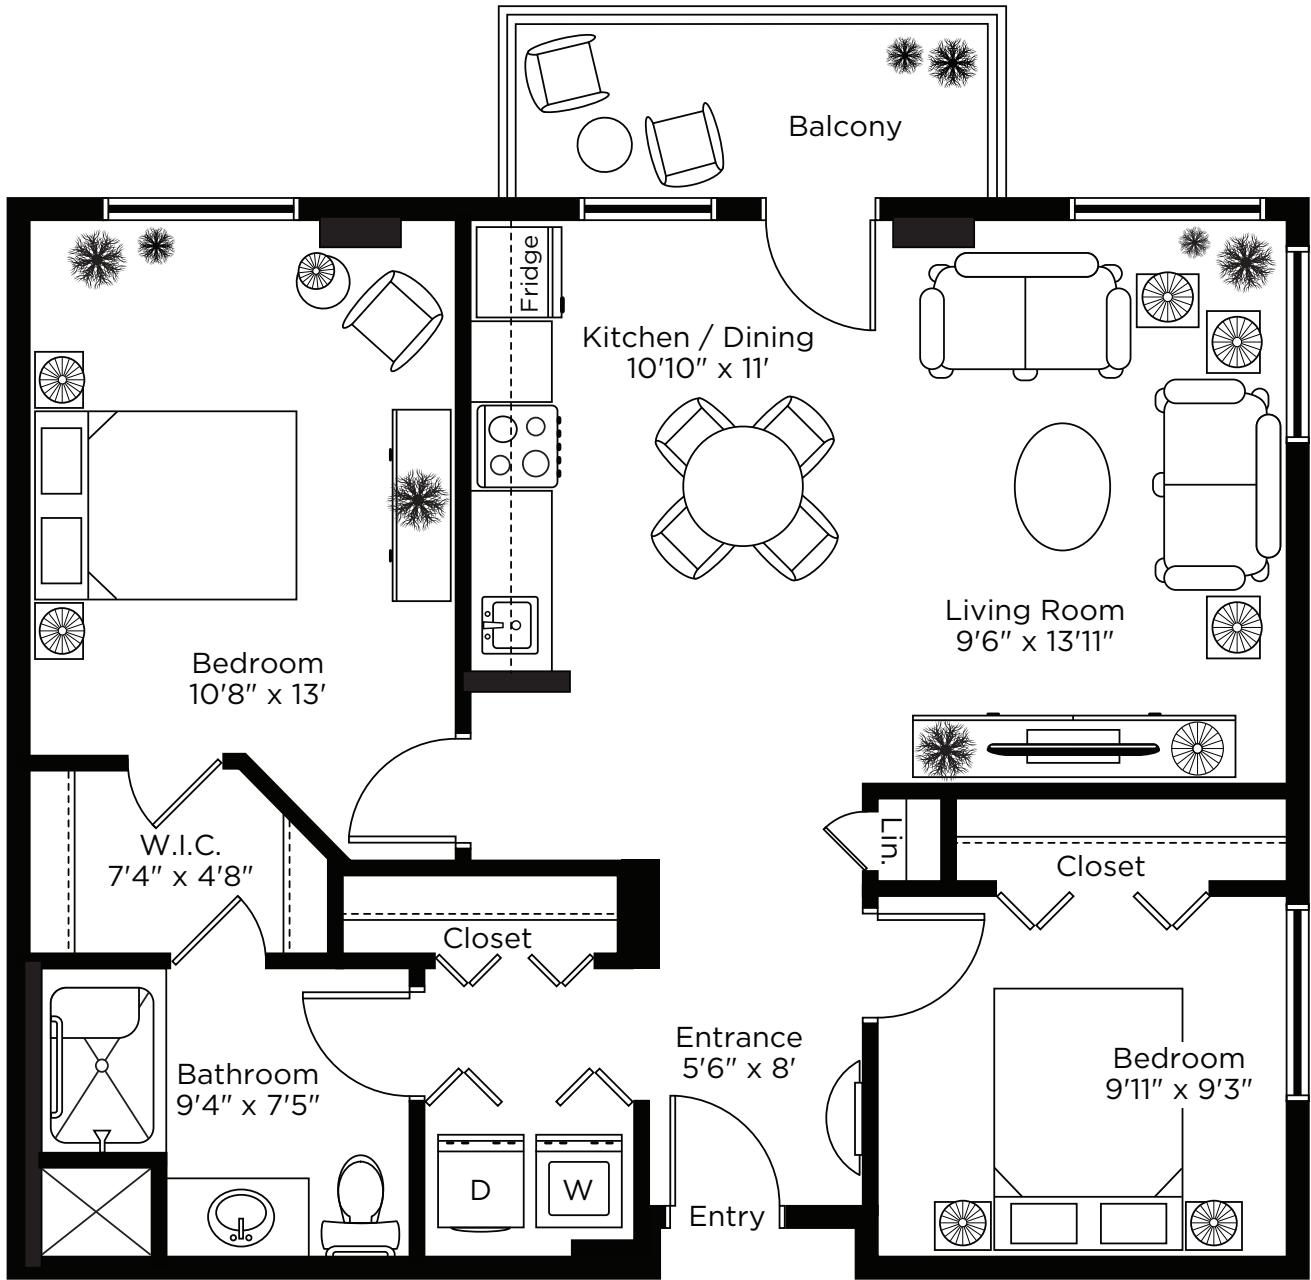 Balcony
Fridge
Kitchen / Dining
10'10" x 11'
Living Room
9'6" x 13'11"
Bedroom
10'8" x 13'
W.I.C.
7'4" x 4'8"
Lin.
Closet
Closet
Entrance
5'6" x 8'
Bedroom
9'11" x 9'3"
Bathroom
9'4" x 7'5"
D
W
Entry